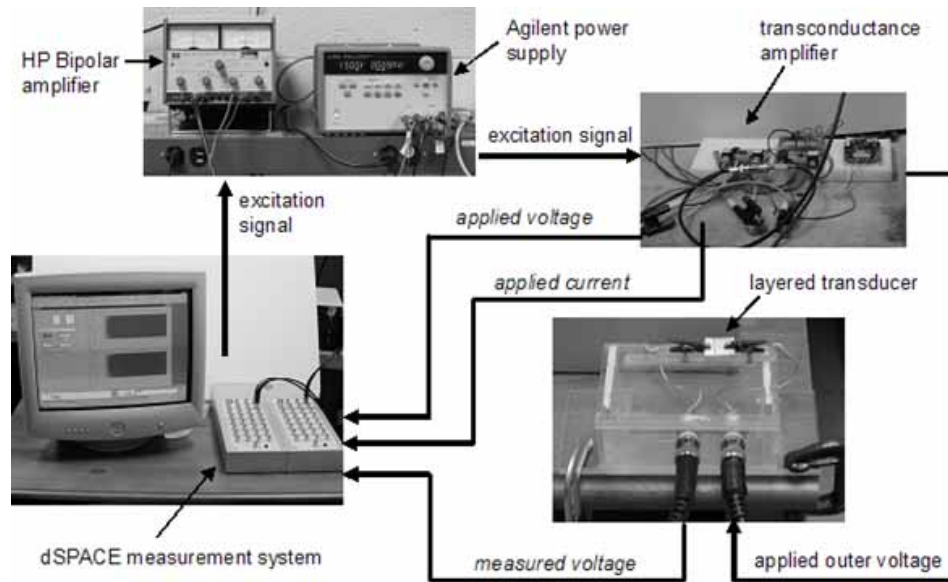 HP Bipolar
amplifier
Agilent power
supply
transconductance
amplifier
excitation signal
excitation
signal
applied voltage
applied current
layered transducer
dSPACE measurement system
measured voltage
applied outer voltage